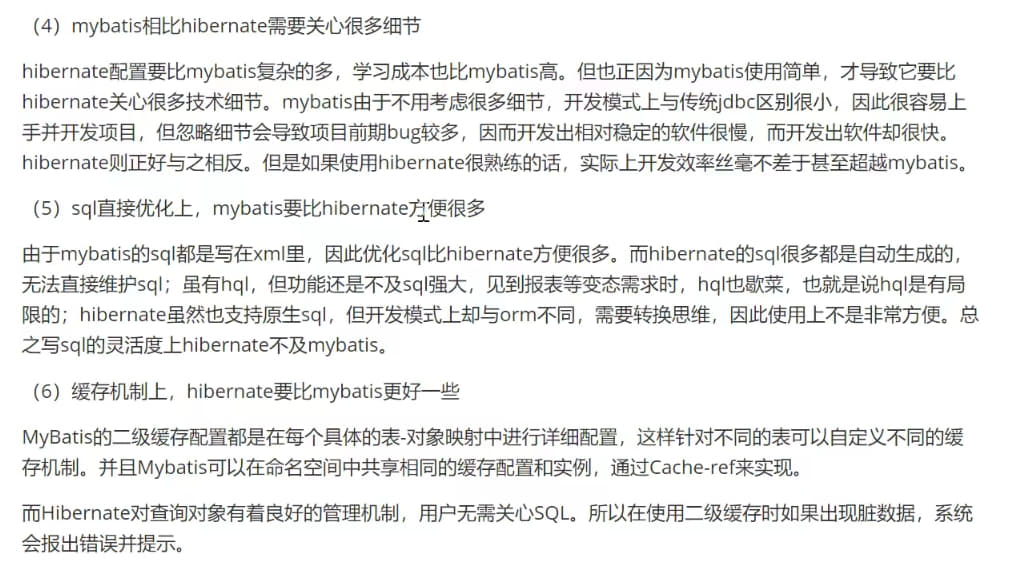 （4）mybatis相比hibernate需要关心很多细节
hibernate配置要比mybatis复杂的多，学习成本也比mybatis高。但也正因为mybatis使用简单，才导致它要比
hibernate关心很多技术细节。mybatis由于不用考虑很多细节，开发模式上与传统jdbc区别很小，因此很容易上
手并开发项目，但忽略细节会导致项目前期bug较多，因而开发出相对稳定的软件很慢，而开发出软件却很快。
hibernate则正好与之相反。但是如果使用hibernate很熟练的话，实际上开发效率丝毫不差于甚至超越mybatis。
（5）sql直接优化上，mybatis要比hibernate方便很多
由于mybatis的sql都是写在xml里，因此优化sql比hibernate方便很多。而hibernate的sql很多都是自动生成的，
无法直接维护sql；虽有hql，但功能还是不及sql强大，见到报表等变态需求时，hql也歇菜，也就是说hql是有局
限的；hibernate虽然也支持原生sql，但开发模式上却与orm不同，需要转换思维，因此使用上不是非常方便。总
之写sql的灵活度上hibernate不及mybatis。
（6）缓存机制上，hibernate要比mybatis更好一些
MyBatis的二级缓存配置都是在每个具体的表-对象映射中进行详细配置，这样针对不同的表可以自定义不同的缓
存机制。并且Mybatis可以在命名空间中共享相同的缓存配置和实例，通过Cache-ref来实现。
而Hibernate对查询对象有着良好的管理机制，用户无需关心SQL。所以在使用二级缓存时如果出现脏数据，系统
会报出错误并提示。